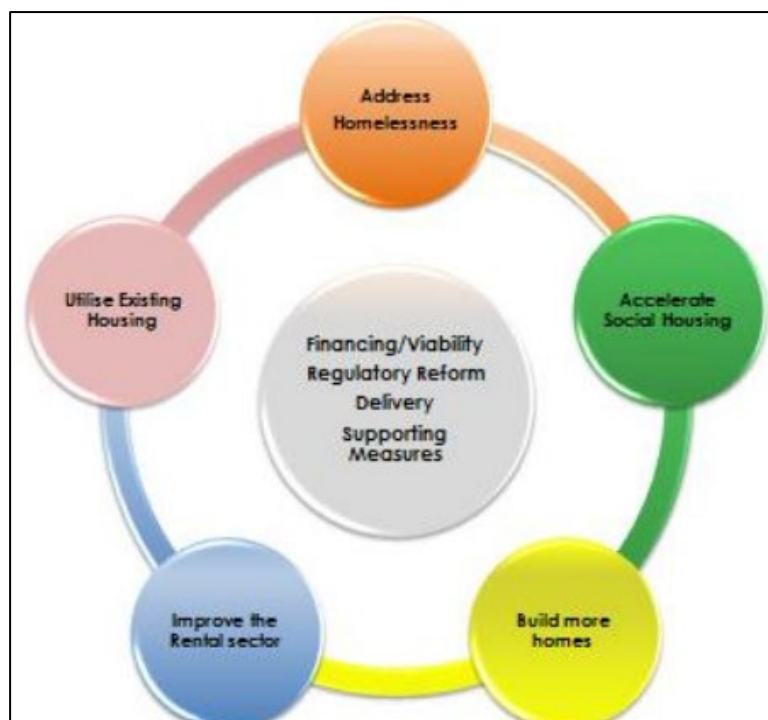 Address
Homelessness
Accelerate
Social Housing
Build more
homes
Improve the
Rental sector
Utilise Existing
Housing
Financing/Viability
Regulatory Reform
Delivery
Supporting
Measures